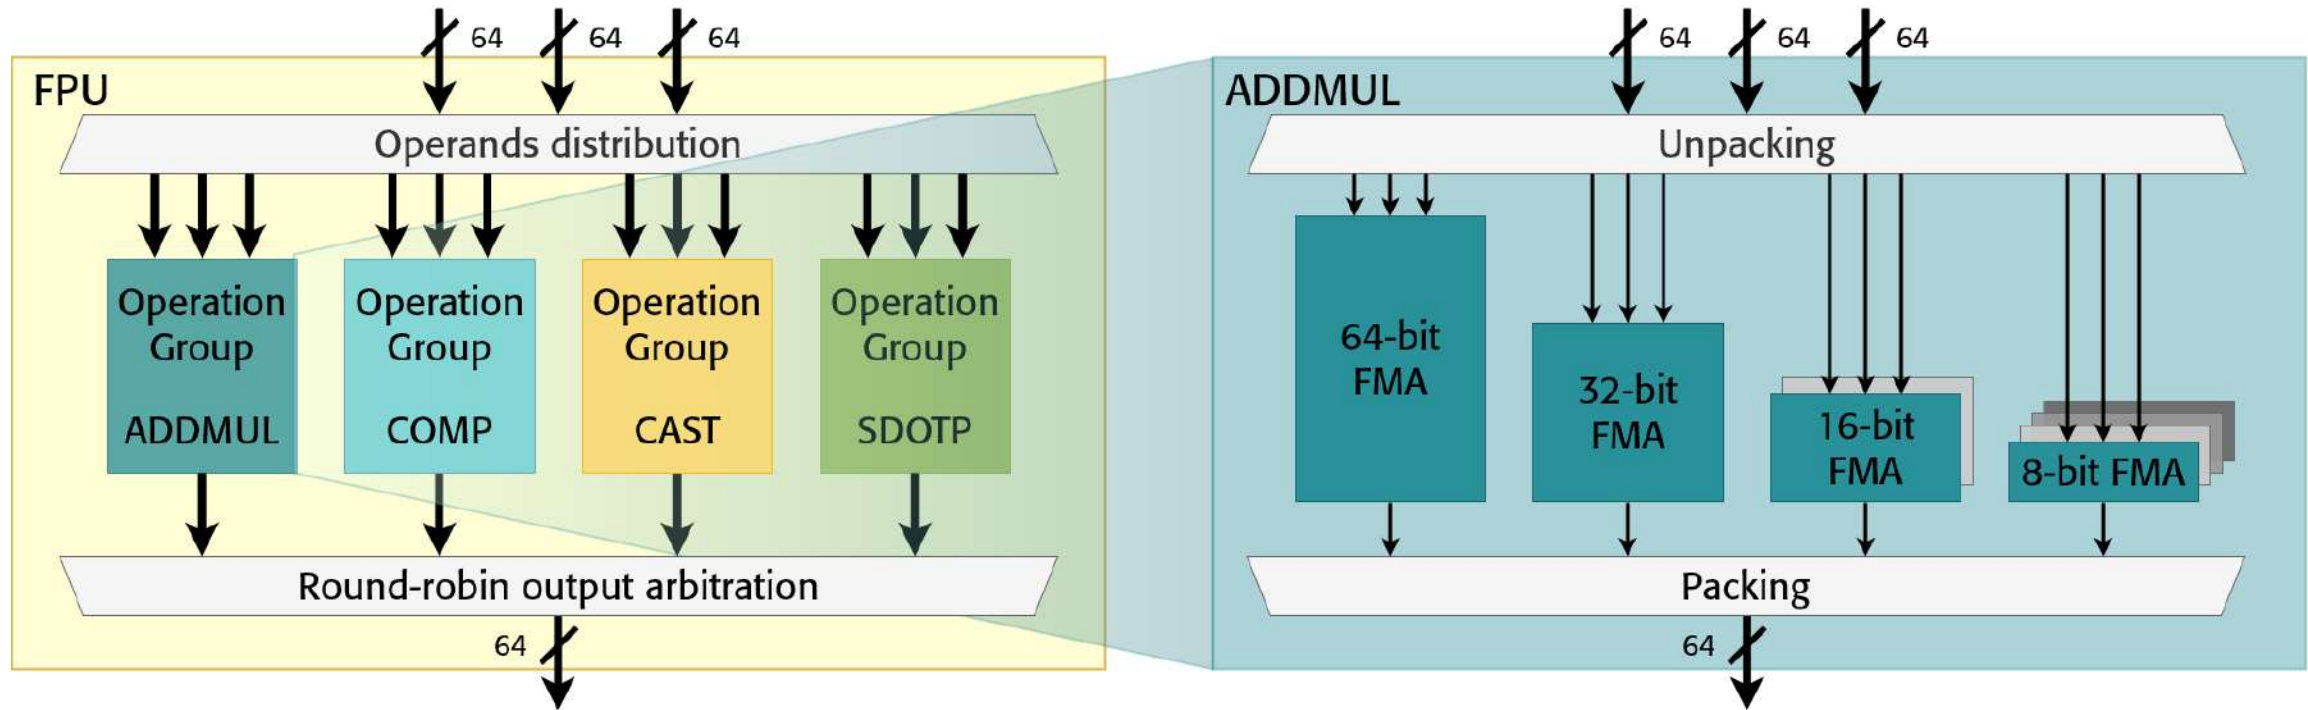 64 64 64
FPU
Operands distribution
Operation
Group
ADDMUL
Operation
Group
COMP
Operation
Group
CAST
Operation
Group
SDOTP
Round-robin output arbitration
64
64 64 64
ADDMUL
Unpacking
64-bit
FMA
32-bit
FMA
16-bit
FMA
8-bit FMA
Packing
64